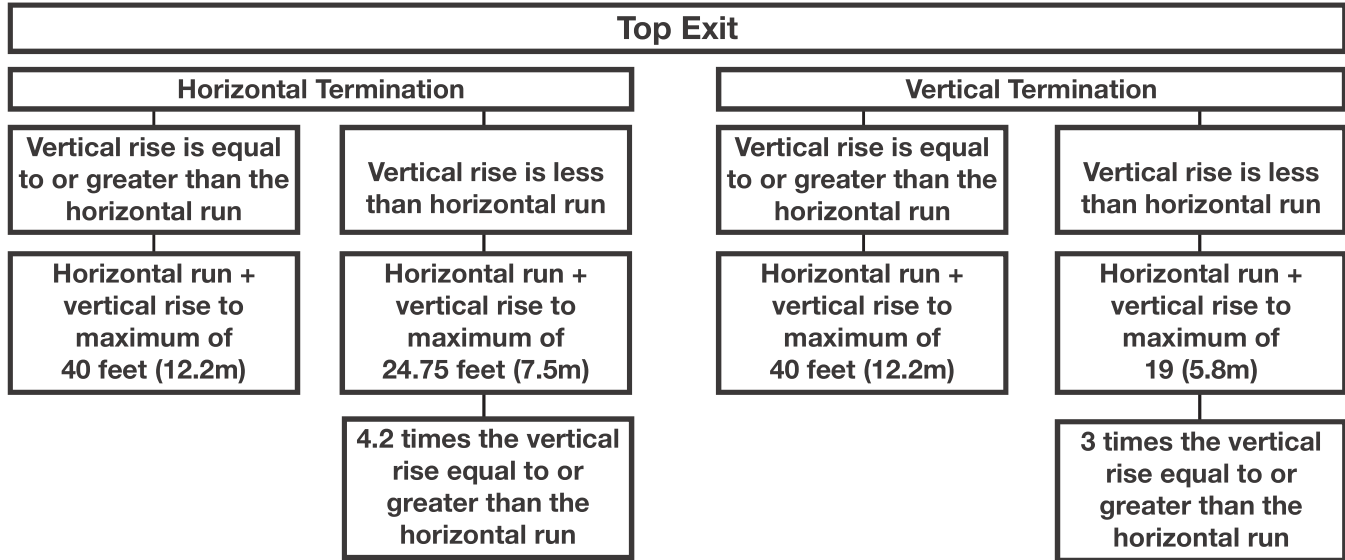 Top Exit
Horizontal Termination
Vertical rise is equal
to or greater than the
horizontal run
Horizontal run +
vertical rise to
maximum of
40 feet (12.2m)
Vertical rise is less
than horizontal run
Horizontal run +
vertical rise to
maximum of
24.75 feet (7.5m)
4.2 times the vertical
rise equal to or
greater than the
horizontal run
Vertical Termination
Vertical rise is equal
to or greater than the
horizontal run
Horizontal run +
vertical rise to
maximum of
40 feet (12.2m)
Vertical rise is less
than horizontal run
Horizontal run +
vertical rise to
maximum of
19 (5.8m)
3 times the vertical
rise equal to or
greater than the
horizontal run